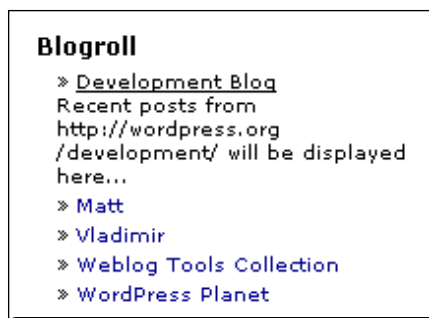 Blogroll
» Development Blog
Recent posts from
http://wordpress.org
/development/ will be displayed
here...
» Matt
» Vladimir
» Weblog Tools Collection
» WordPress Planet